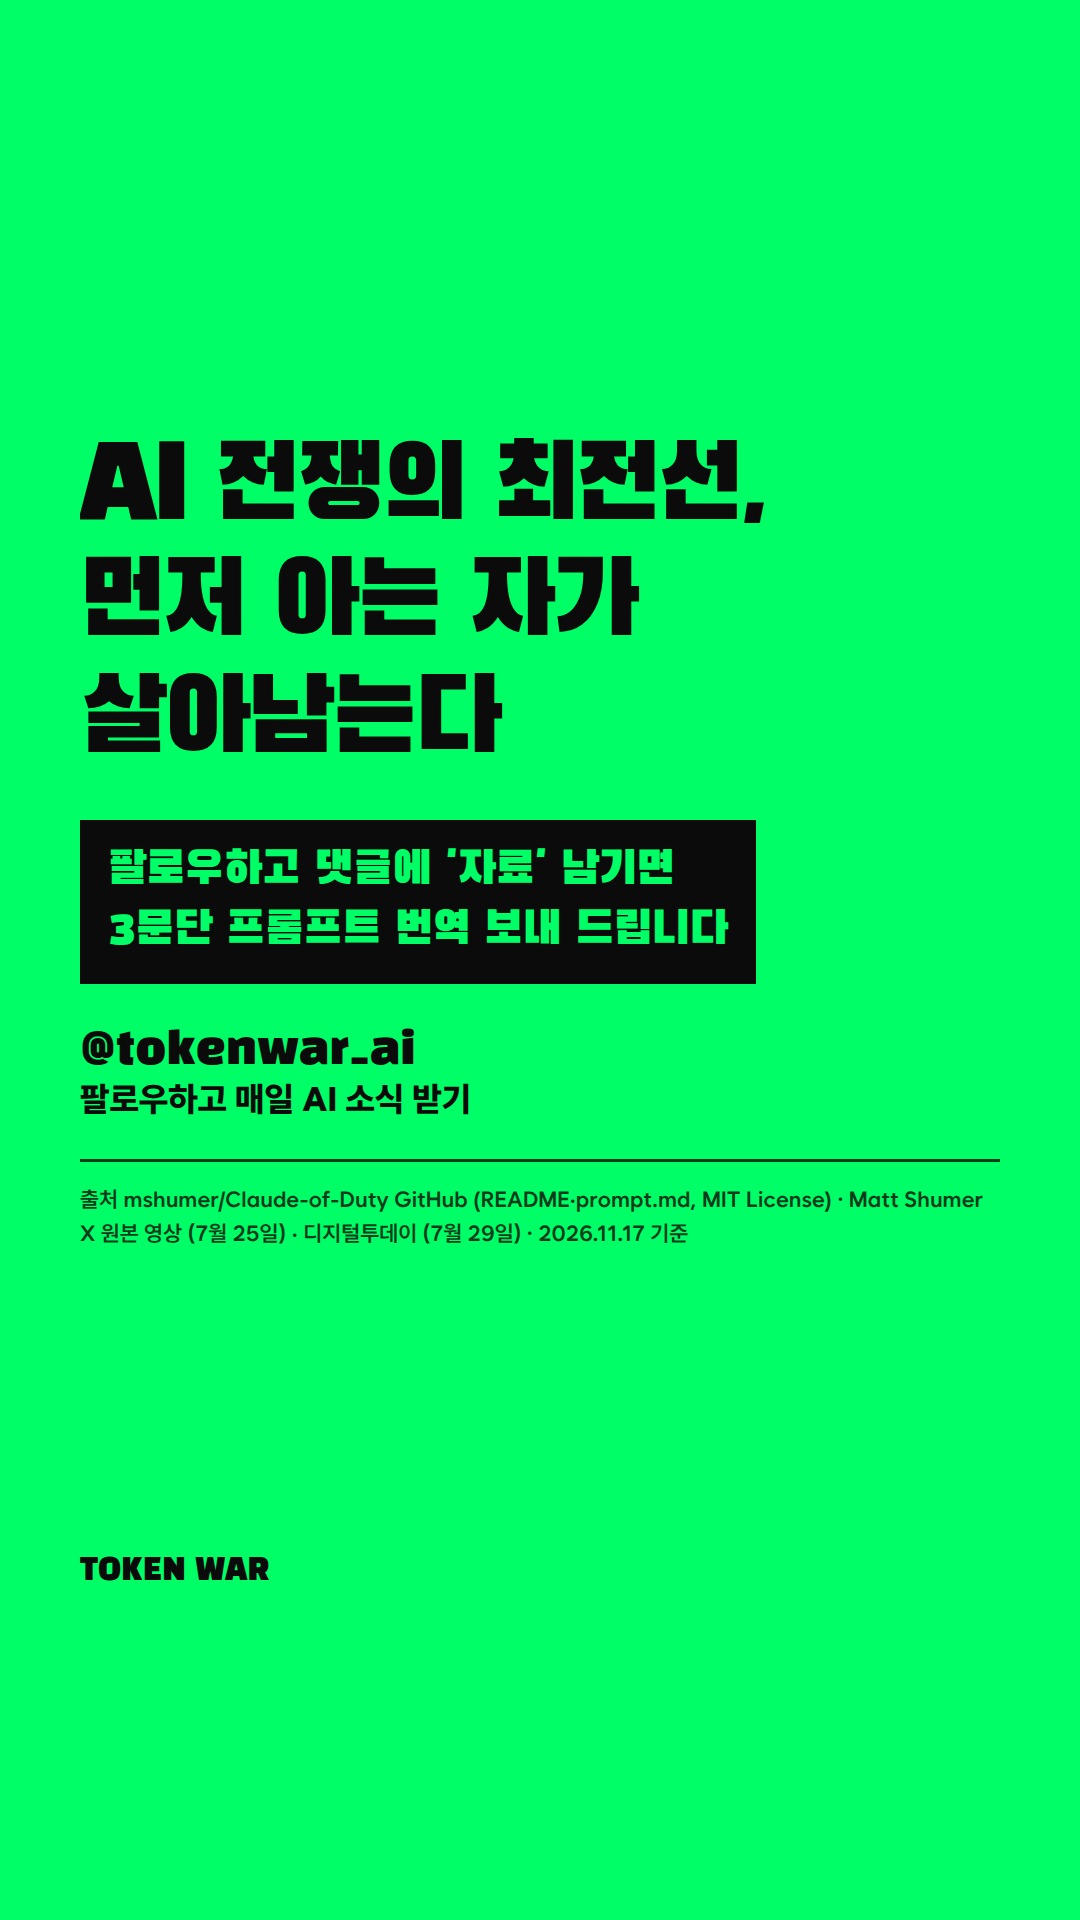 AI 전쟁의 최전선,
먼저 아는 자가
살아남는다
팔로우하고 댓글에 '자료' 남기면
3문단 프롬프트 번역 보내 드립니다
@tokenwar_ai
팔로우하고 매일 AI 소식 받기
출처 mshumer/Claude-of-Duty GitHub (README·prompt.md, MIT License) · Matt Shumer
X 원본 영상 (7월 25일) · 디지털투데이 (7월 29일) · 2026.11.17 기준
TOKEN WAR